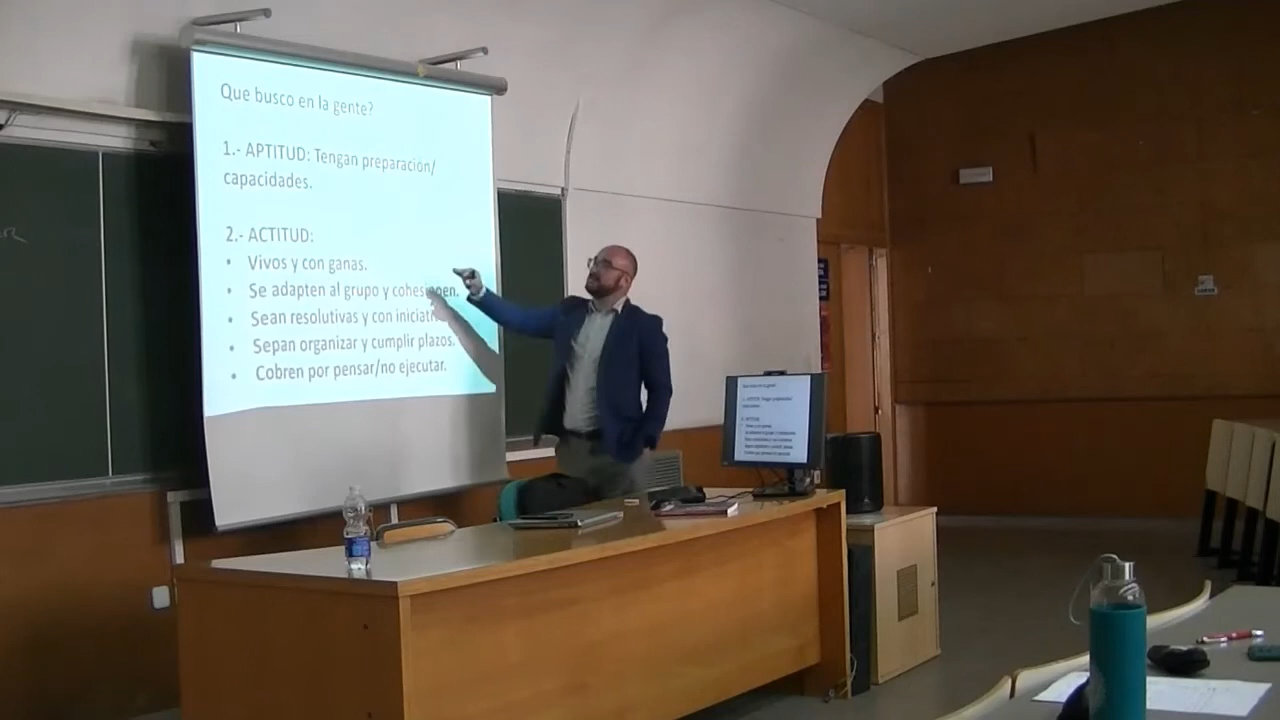 Que busco en la gente?
1.- APTITUD: Tengan preparación/
capacidades.
2.- ACTITUD:
• Vivos y con ganas.
• Se adapten al grupo y cohesionen.
• Sean resolutivas y con
• Sepan organizar y cumplir plazos.
• Cobren por pensar/no ejecutar.